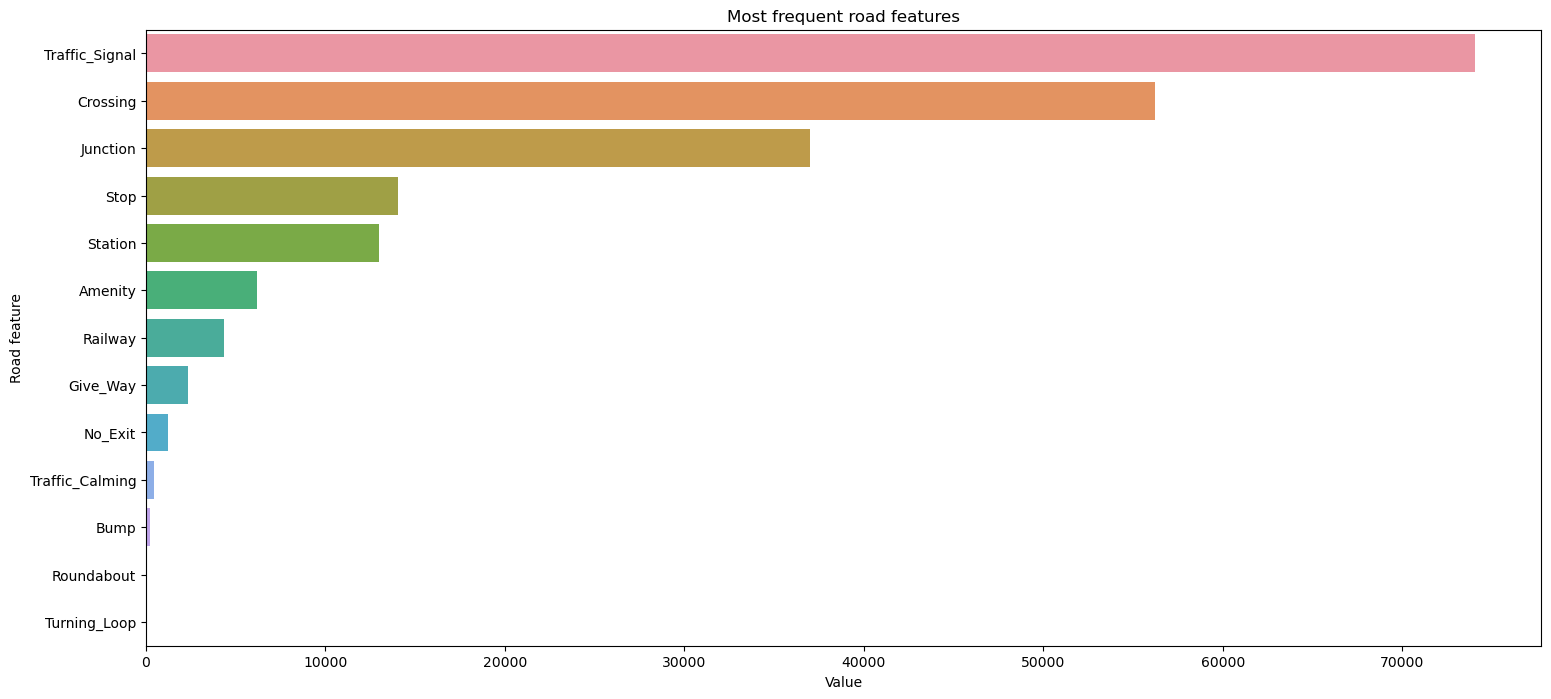 Most frequent road features
Traffic_Signal
Crossing
Junction
Stop
Station
Amenity
Railway
Give_Way
No_Exit
Traffic_Calming
Bump
Roundabout
Turning_Loop
Road feature
0 10000 20000 30000 40000 50000 60000 70000
Value